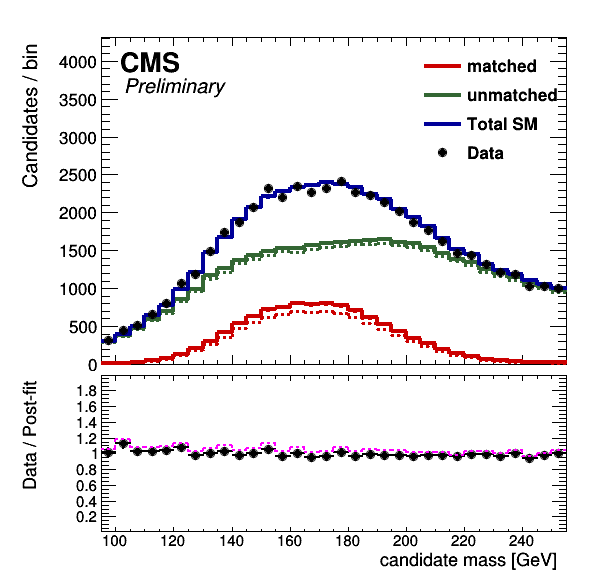 CMS
Preliminary
matched
unmatched
Total SM
Data
Candidates / bin
4000
3500
3000
2500
2000
1500
1000
500
0
Data / Post-fit
1.8
1.6
1.4
1.2
1
0.8
0.6
0.4
0.2
100 120 140 160 180 200 220 240
candidate mass [GeV]